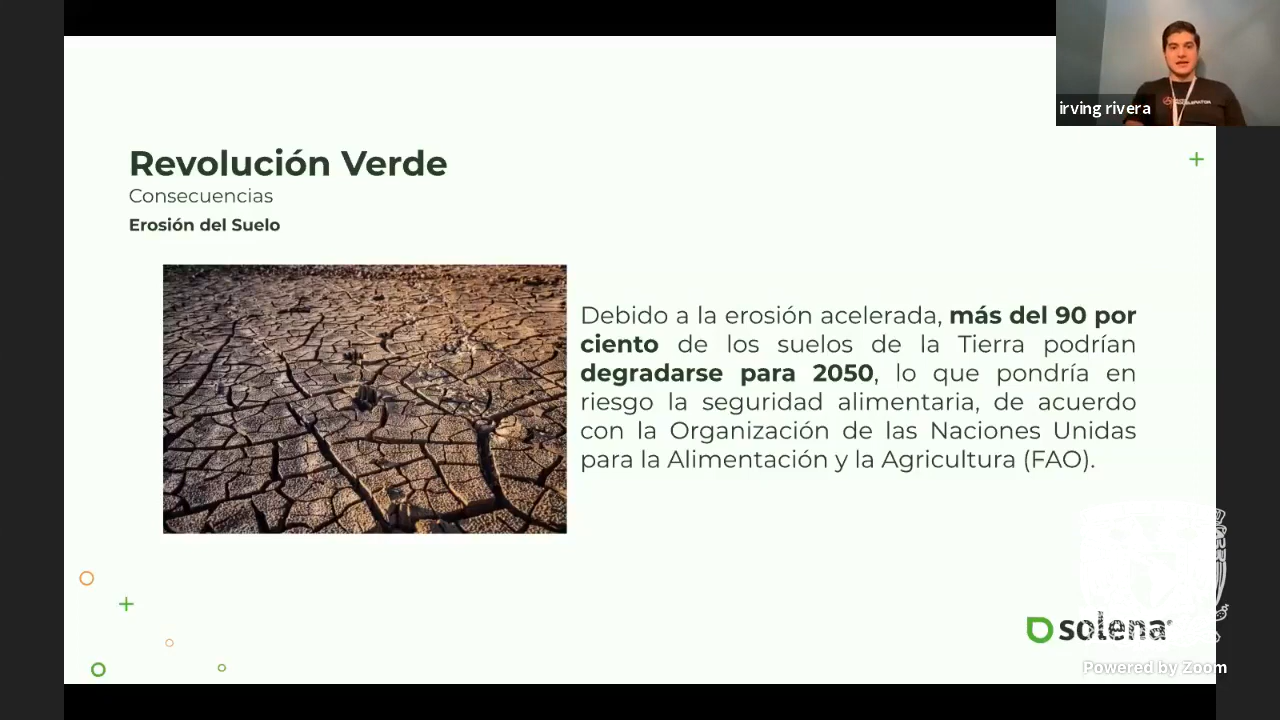 irving rivera
Revolución Verde
Consecuencias
Erosión del Suelo
Debido a la erosión acelerada, más del 90 por
ciento de los suelos de la Tierra podrían
degradarse para 2050, lo que pondría en
riesgo la seguridad alimentaria, de acuerdo
con la Organización de las Naciones Unidas
para la Alimentación y la Agricultura (FAO).
solena
Powered by Zoom